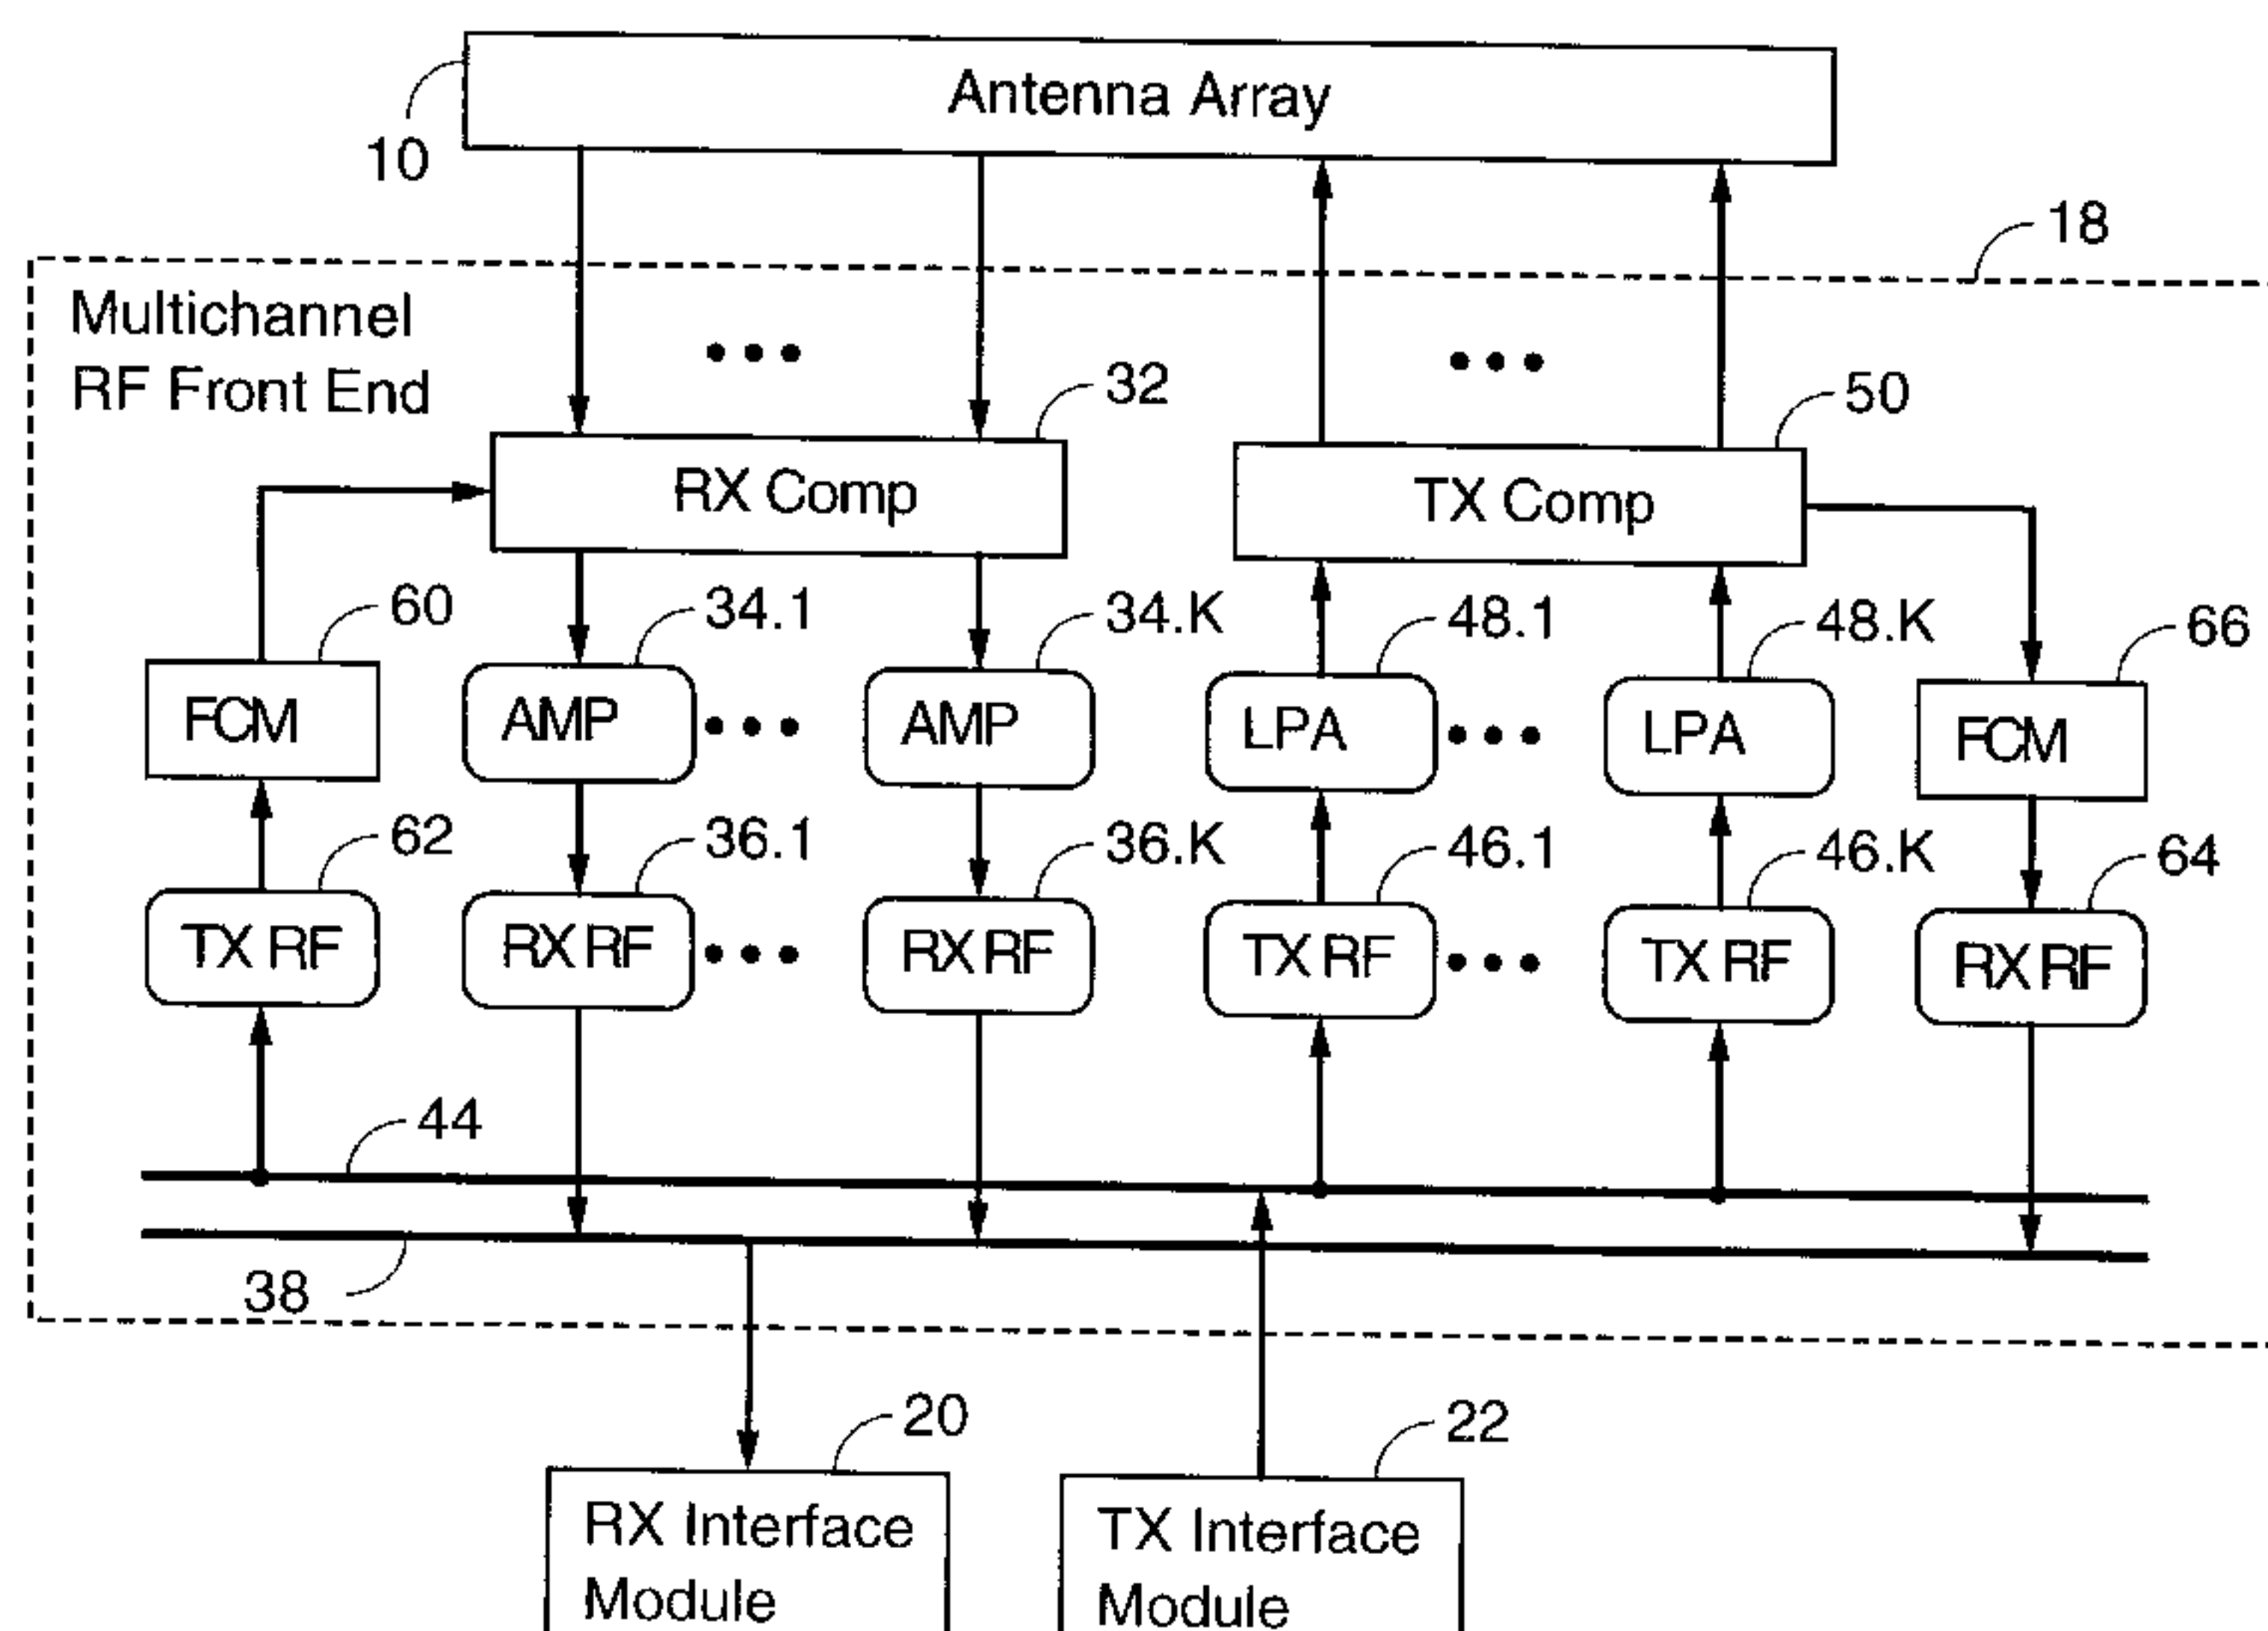 Antenna Array
10
18
Multichannel
RF Front End
32
50
RX Comp
TX Comp
60
34.1
34.K
48.1
48.K
66
FCM
AMP
AMP
LPA
LPA
FCM
62
36.1
36.K
46.1
46.K
64
TX RF
RX RF
RX RF
TX RF
TX RF
RX RF
44
38
20
22
RX Interface
Module
TX Interface
Module